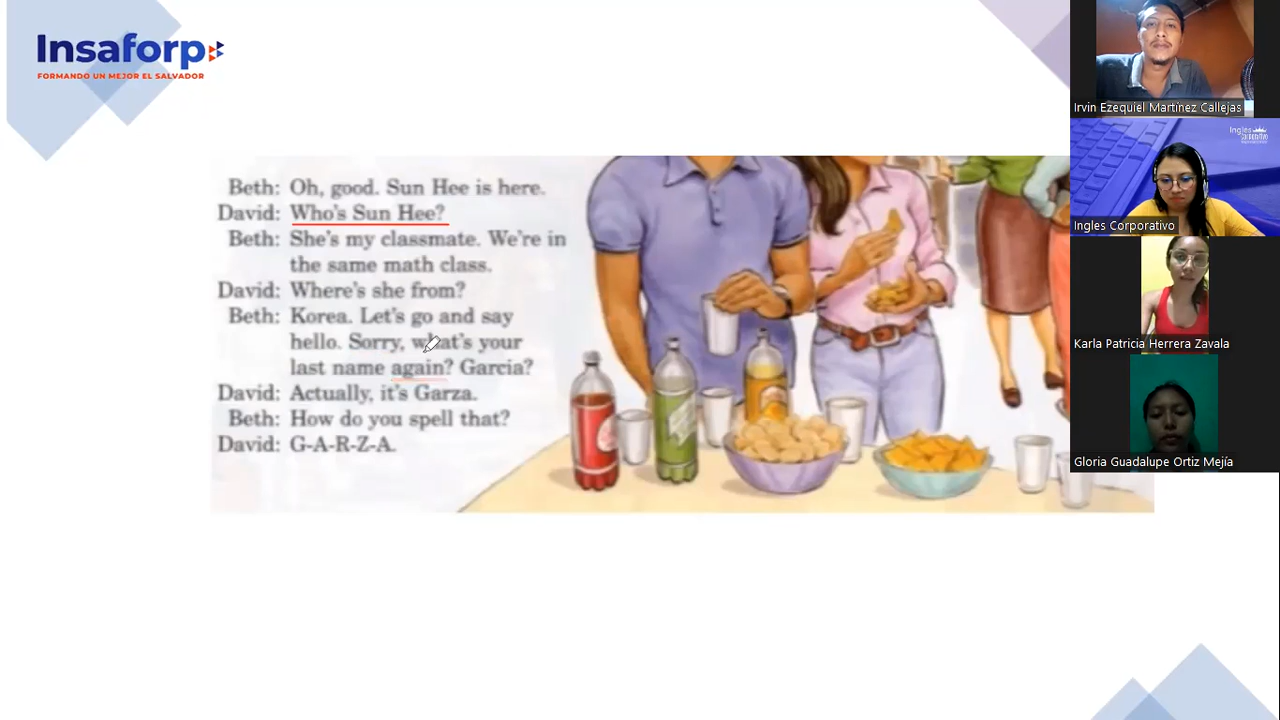 Insaforp
FORMANDO UN MEJOR EL SALVADOR
Beth: Oh, good. Sun Hee is here.
David: Who's Sun Hee?
Beth: She's my classmate. We're in
the same math class.
David: Where's she from?
Beth: Korea. Let's go and say
hello. Sorry, what's your
last name again? Garcia?
David: Actually, it's Garza.
Beth: How do you spell that?
David: G-A-R-Z-A.
Irvin Ezequiel Martínez Callejas
Ingles
Ingles Corporativo
Karla Patricia Herrera Zavala
Gloria Guadalupe Ortiz Mejía